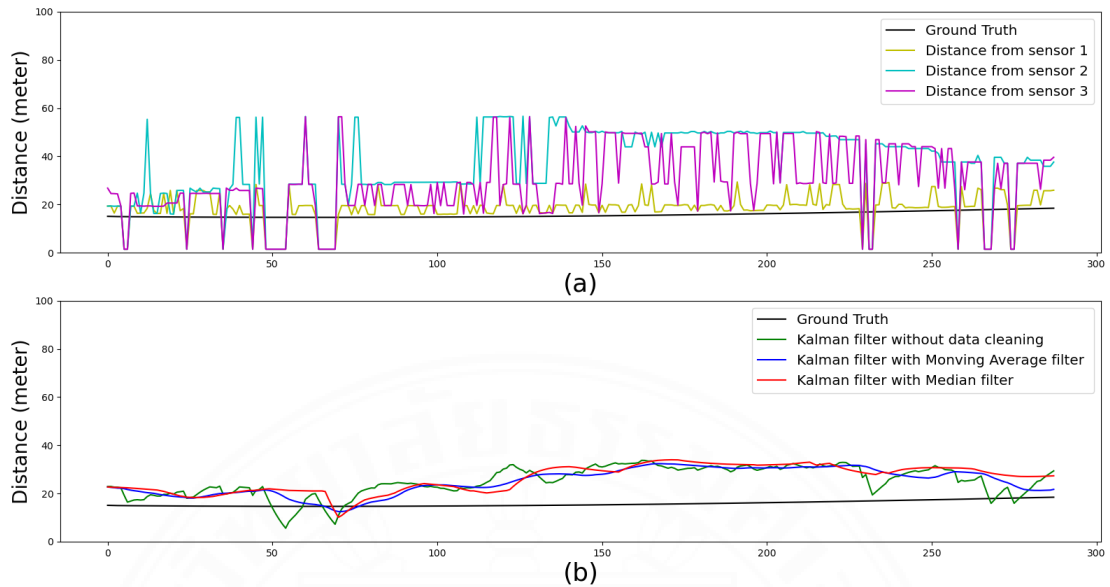 100
80
60
40
20
0
Distance (meter)
Ground Truth
Distance from sensor 1
Distance from sensor 2
Distance from sensor 3
0 50 100 150 200 250 300
(a)
100
80
60
40
20
0
Distance (meter)
Ground Truth
Kalman filter without data cleaning
Kalman filter with Monving Average filter
Kalman filter with Median filter
0 50 100 150 200 250 300
(b)